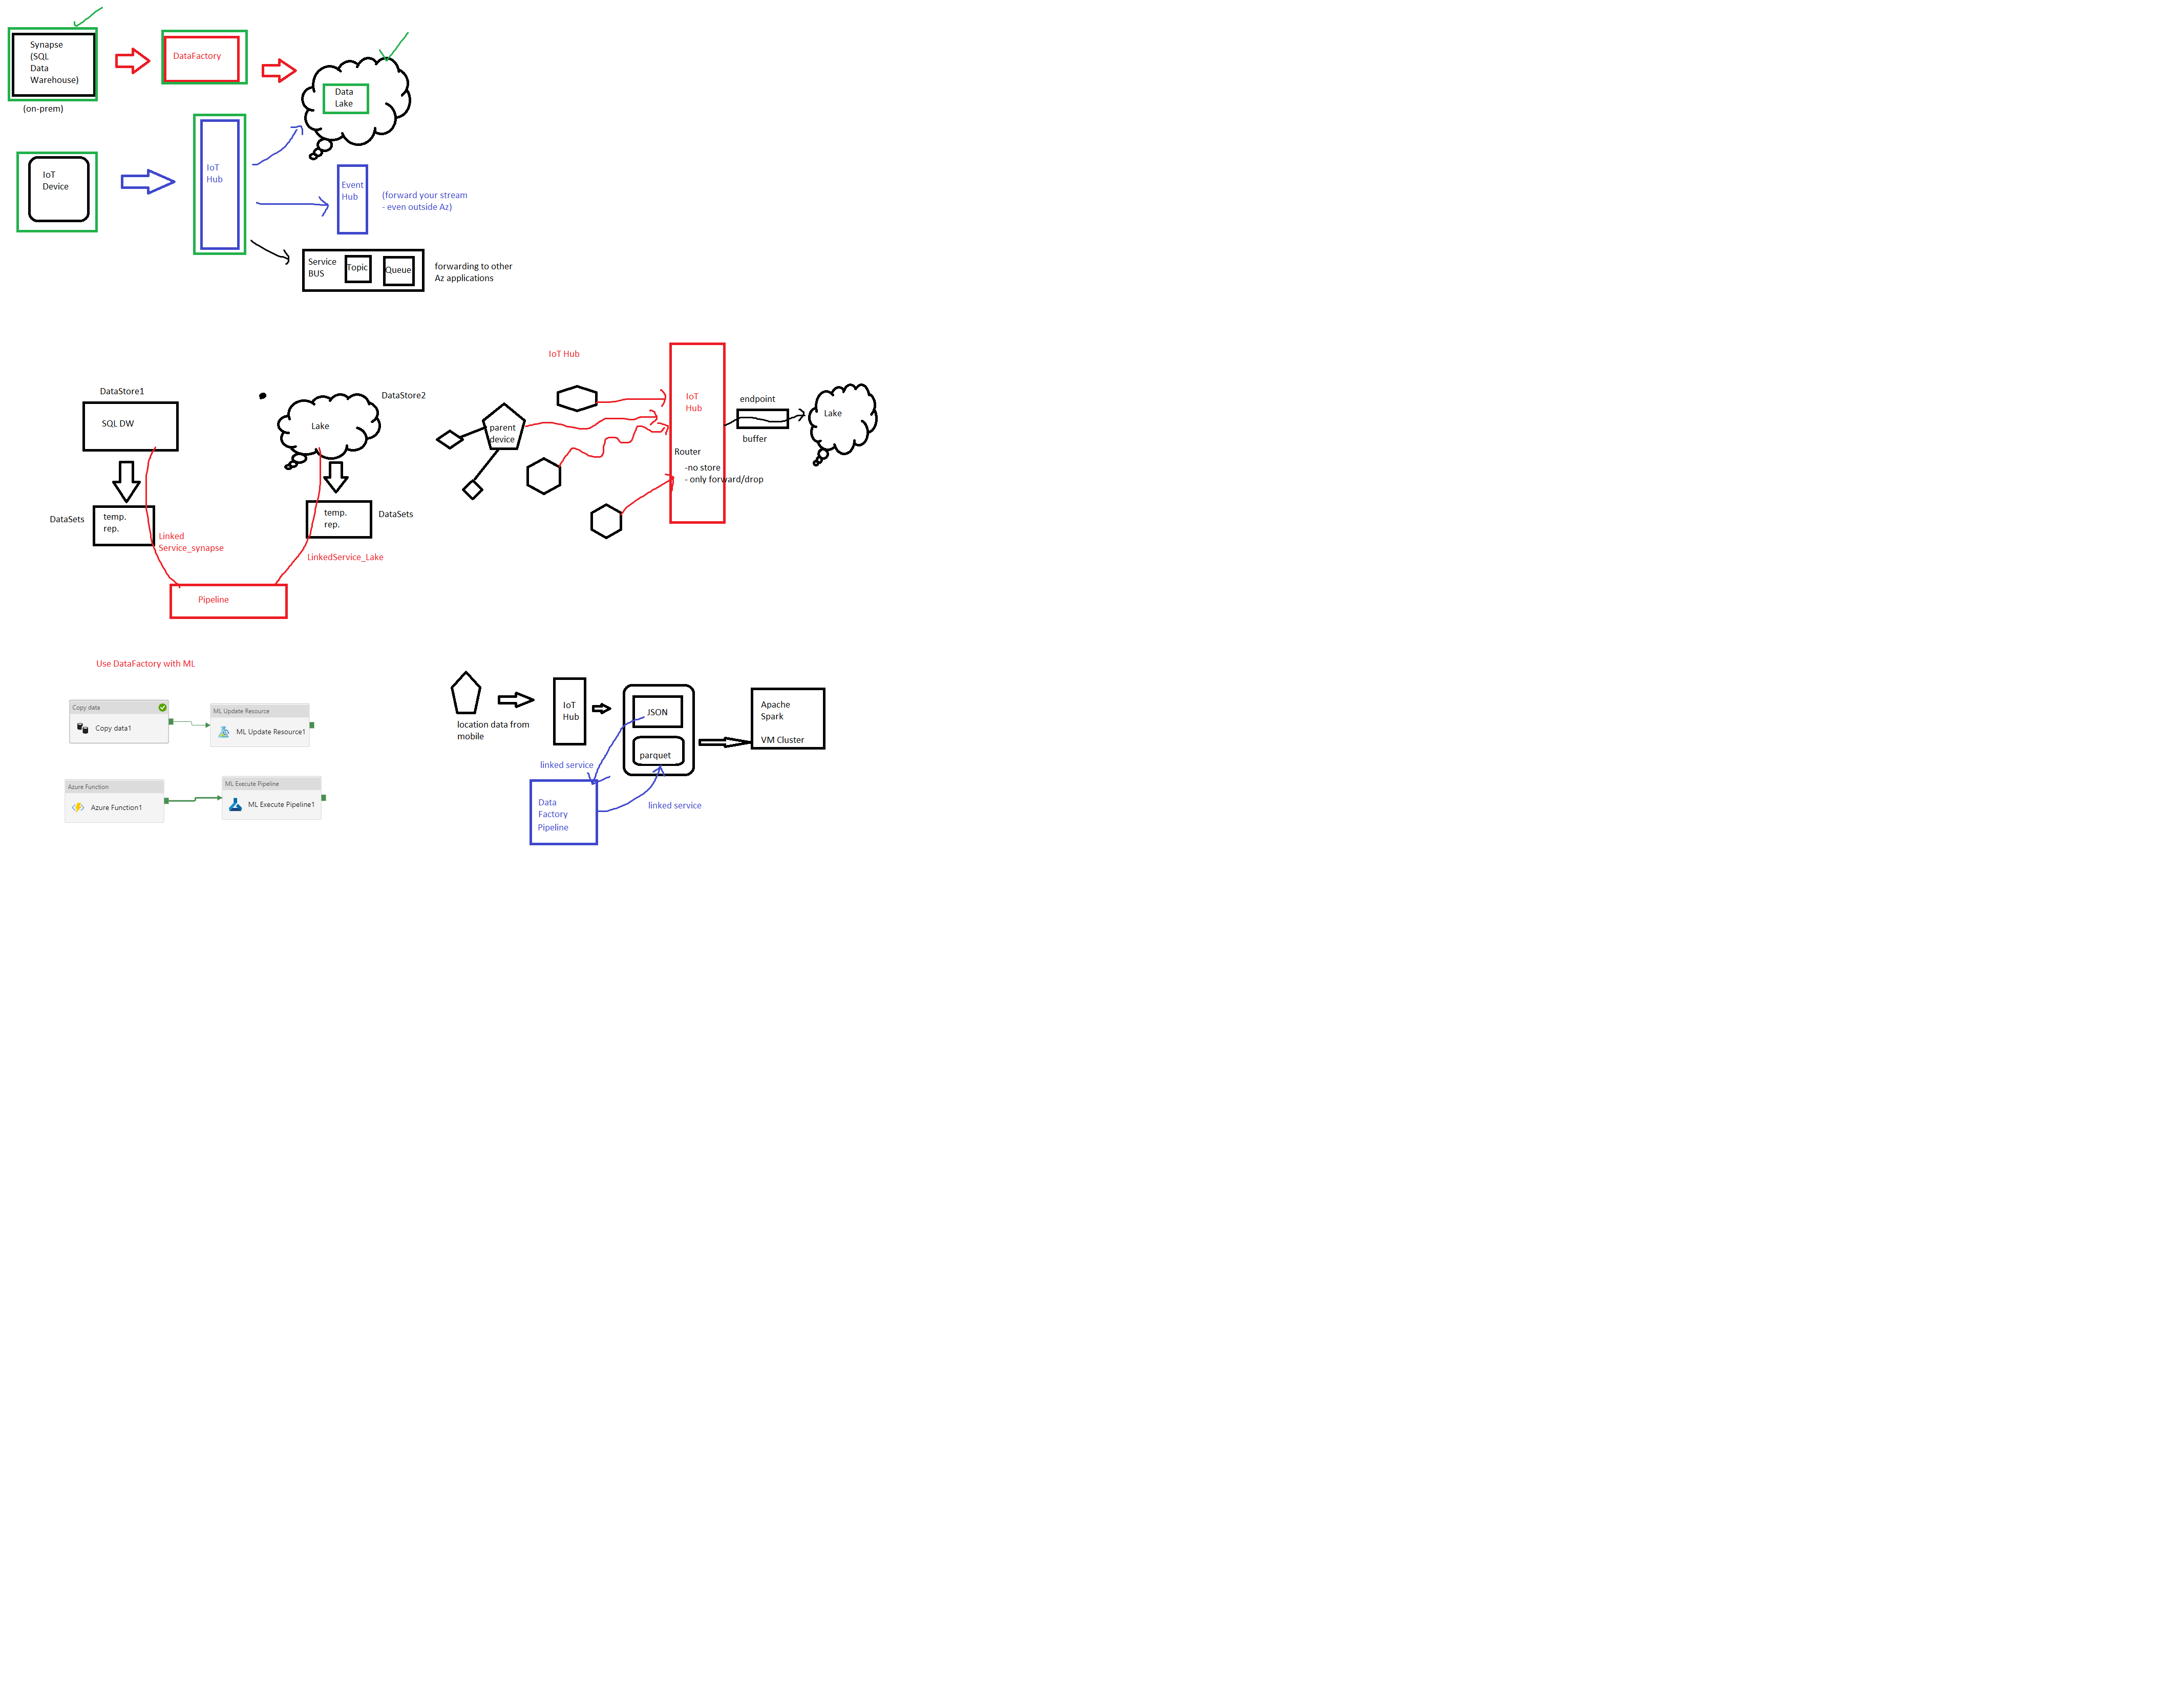 Synapse
(SQL
Data
Warehouse)
(on-prem)
DataFactory
Data
Lake
IoT
Device
IoT
Hub
Event
Hub
(forward your stream
- even outside Az)
Service
BUS
Topic
Queue
forwarding to other
Az applications
DataStore1
SQL DW
DataStore2
Lake
DataSets
temp.
rep.
temp.
rep.
DataSets
Linked
Service_synapse
LinkedService_Lake
Pipeline
IoT Hub
parent
device
IoT
Hub
Router
-no store
- only forward/drop
endpoint
buffer
Lake
Use DataFactory with ML
Copy data
Copy data1
ML Update Resource
ML Update Resource1
Azure Function
Azure Function1
ML Execute Pipeline
ML Execute Pipeline1
location data from
mobile
IoT
Hub
JSON
parquet
Apache
Spark
VM Cluster
linked service
linked service
Data
Factory
Pipeline